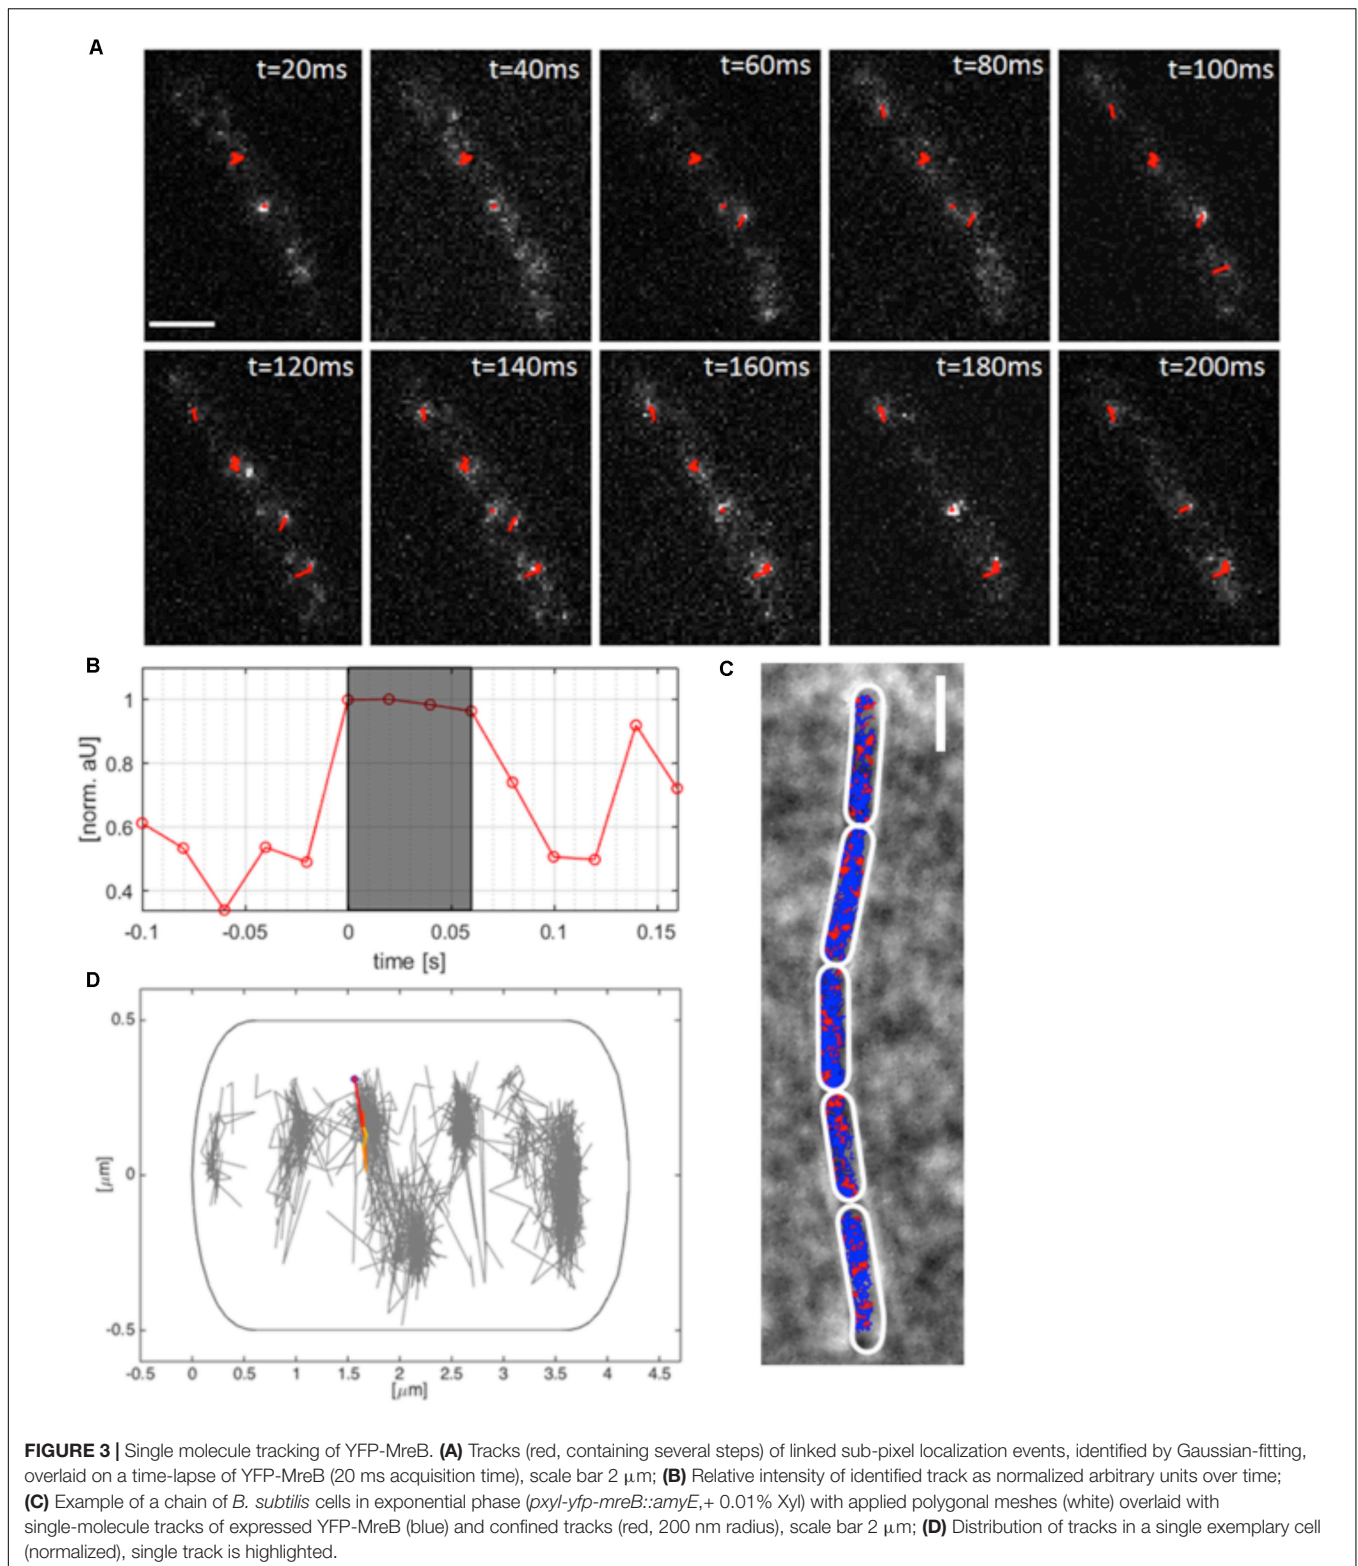 A
t=20ms
t=40ms
t=60ms
t=80ms
t=100ms
t=120ms
t=140ms
t=160ms
t=180ms
t=200ms
B
1
0.8
0.6
0.4
[norm. aU]
-0.1
-0.05
0
0.05
0.1
0.15
time [s]
C
D
0.5
0
-0.5
[μm]
-0.5
0
0.5
1
1.5
2
2.5
3
3.5
4
4.5
[μm]
FIGURE 3 | Single molecule tracking of YFP-MreB. (A) Tracks (red, containing several steps) of linked sub-pixel localization events, identified by Gaussian-fitting,
overlaid on a time-lapse of YFP-MreB (20 ms acquisition time), scale bar 2 μm; (B) Relative intensity of identified track as normalized arbitrary units over time;
(C) Example of a chain of B. subtilis cells in exponential phase (pxyl-yfp-mreB::amyE,+ 0.01% Xyl) with applied polygonal meshes (white) overlaid with
single-molecule tracks of expressed YFP-MreB (blue) and confined tracks (red, 200 nm radius), scale bar 2 μm; (D) Distribution of tracks in a single exemplary cell
(normalized), single track is highlighted.